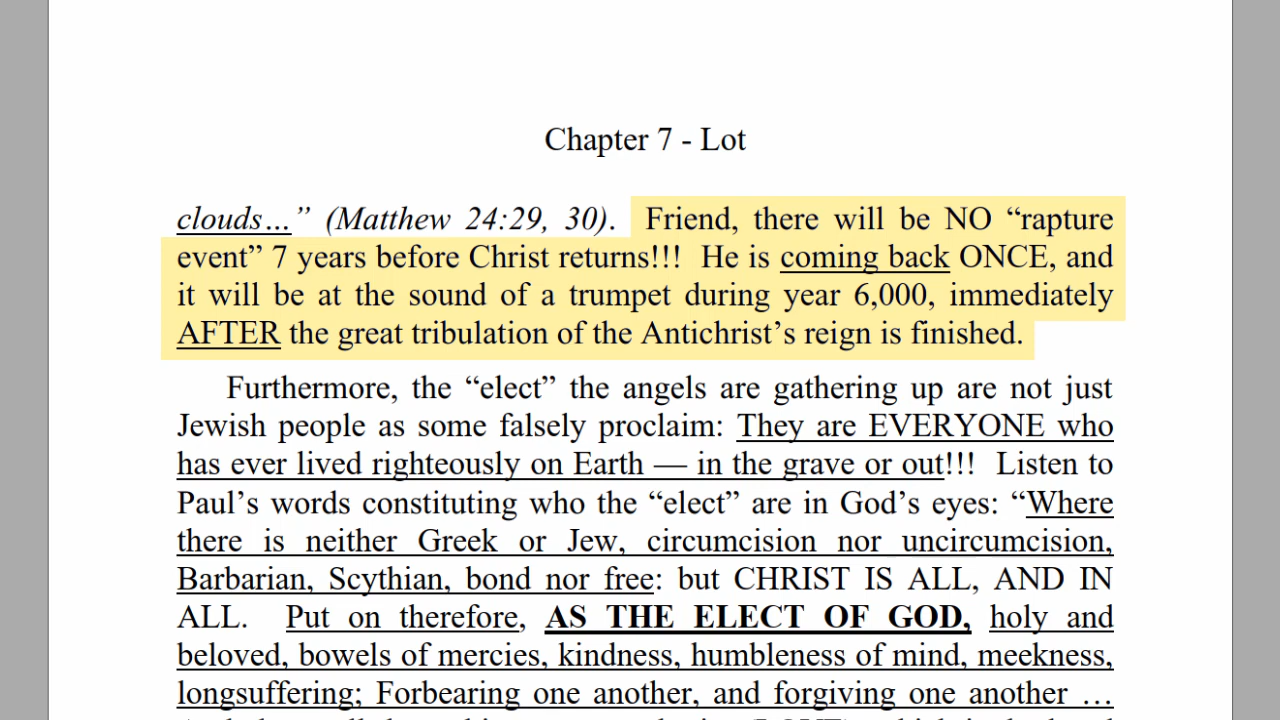 Chapter 7 - Lot
clouds…” (Matthew 24:29, 30). Friend, there will be NO “rapture
event” 7 years before Christ returns!!! He is coming back ONCE, and
it will be at the sound of a trumpet during year 6,000, immediately
AFTER the great tribulation of the Antichrist’s reign is finished.
Furthermore, the “elect” the angels are gathering up are not just
Jewish people as some falsely proclaim: They are EVERYONE who
has ever lived righteously on Earth — in the grave or out!!! Listen to
Paul’s words constituting who the “elect” are in God’s eyes: “Where
there is neither Greek or Jew, circumcision nor uncircumcision,
Barbarian, Scythian, bond nor free: but CHRIST IS ALL, AND IN
ALL. Put on therefore, AS THE ELECT OF GOD, holy and
beloved, bowels of mercies, kindness, humbleness of mind, meekness,
longsuffering; Forbearing one another, and forgiving one another …